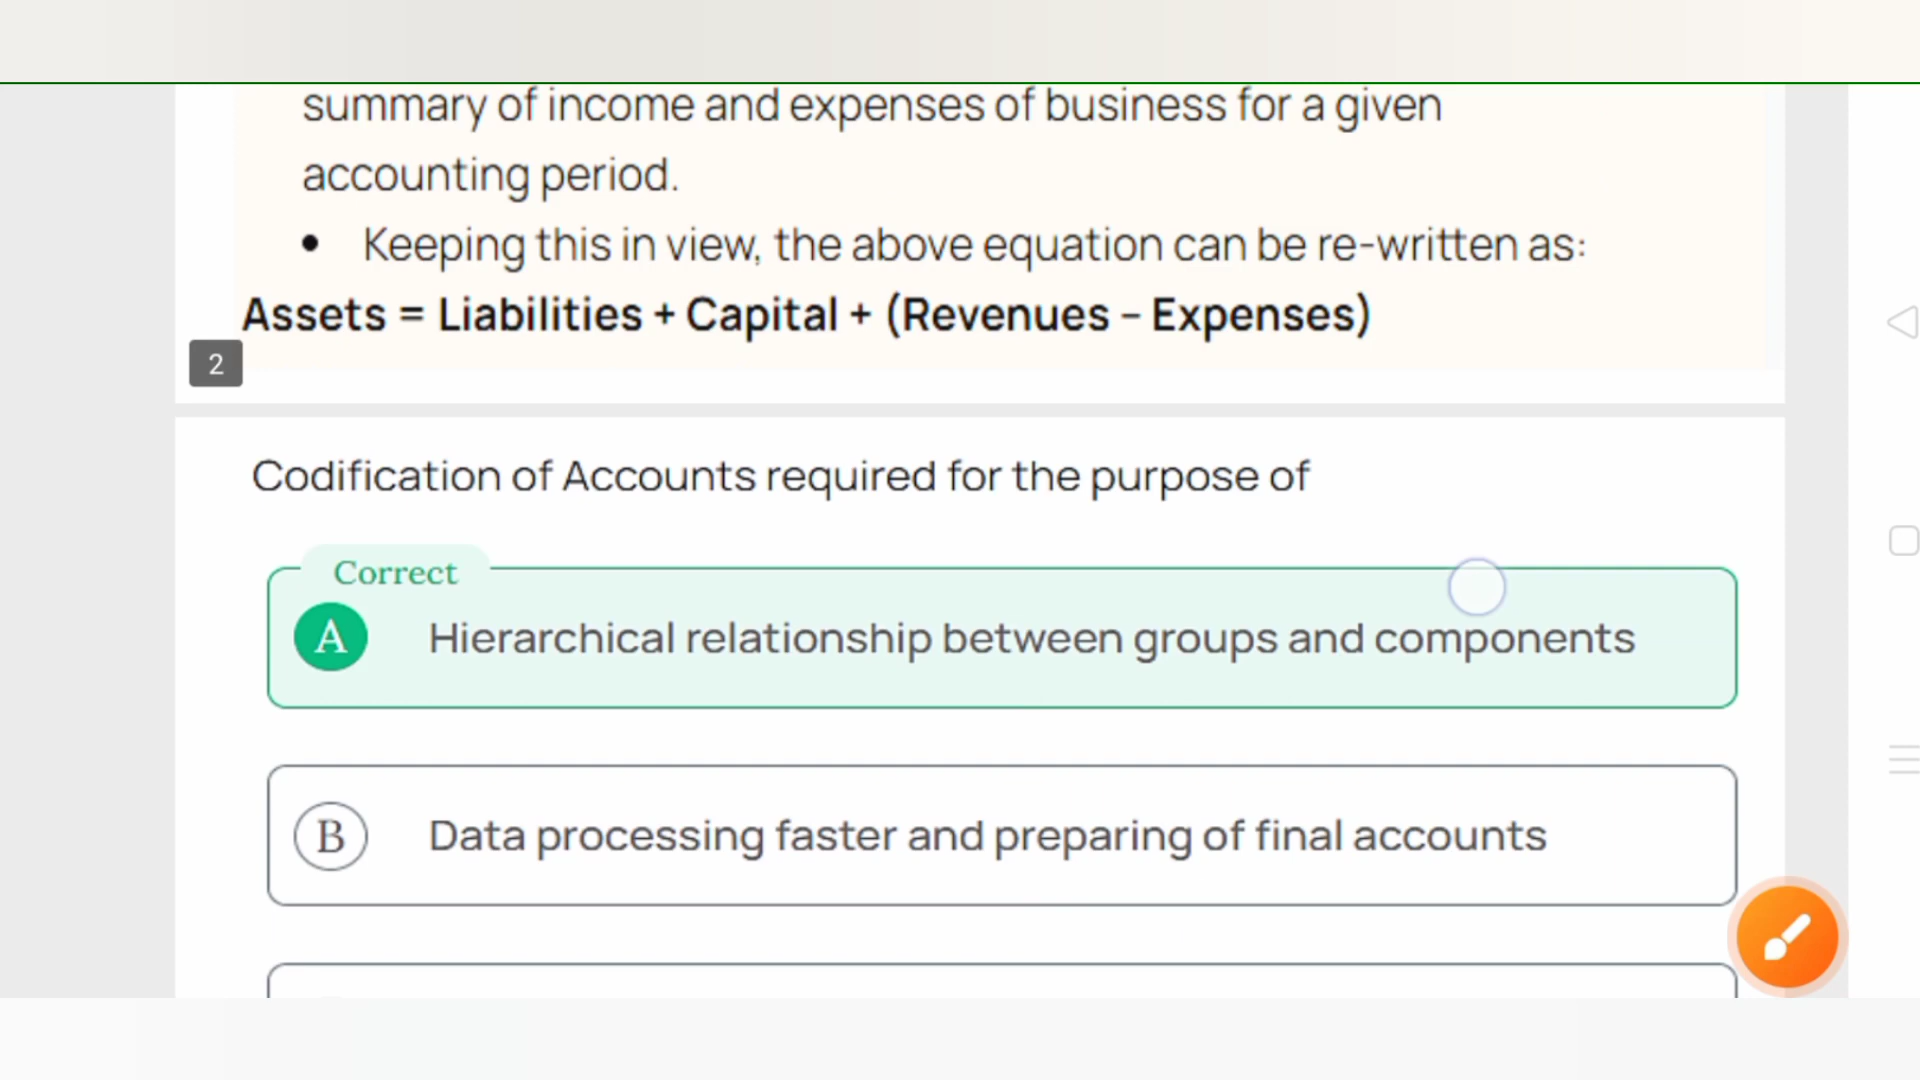 summary of income and expenses of business for a given
accounting period.
• Keeping this in view, the above equation can be re-written as:
Assets = Liabilities + Capital + (Revenues – Expenses)
2
Codification of Accounts required for the purpose of
Correct
A Hierarchical relationship between groups and components
B Data processing faster and preparing of final accounts